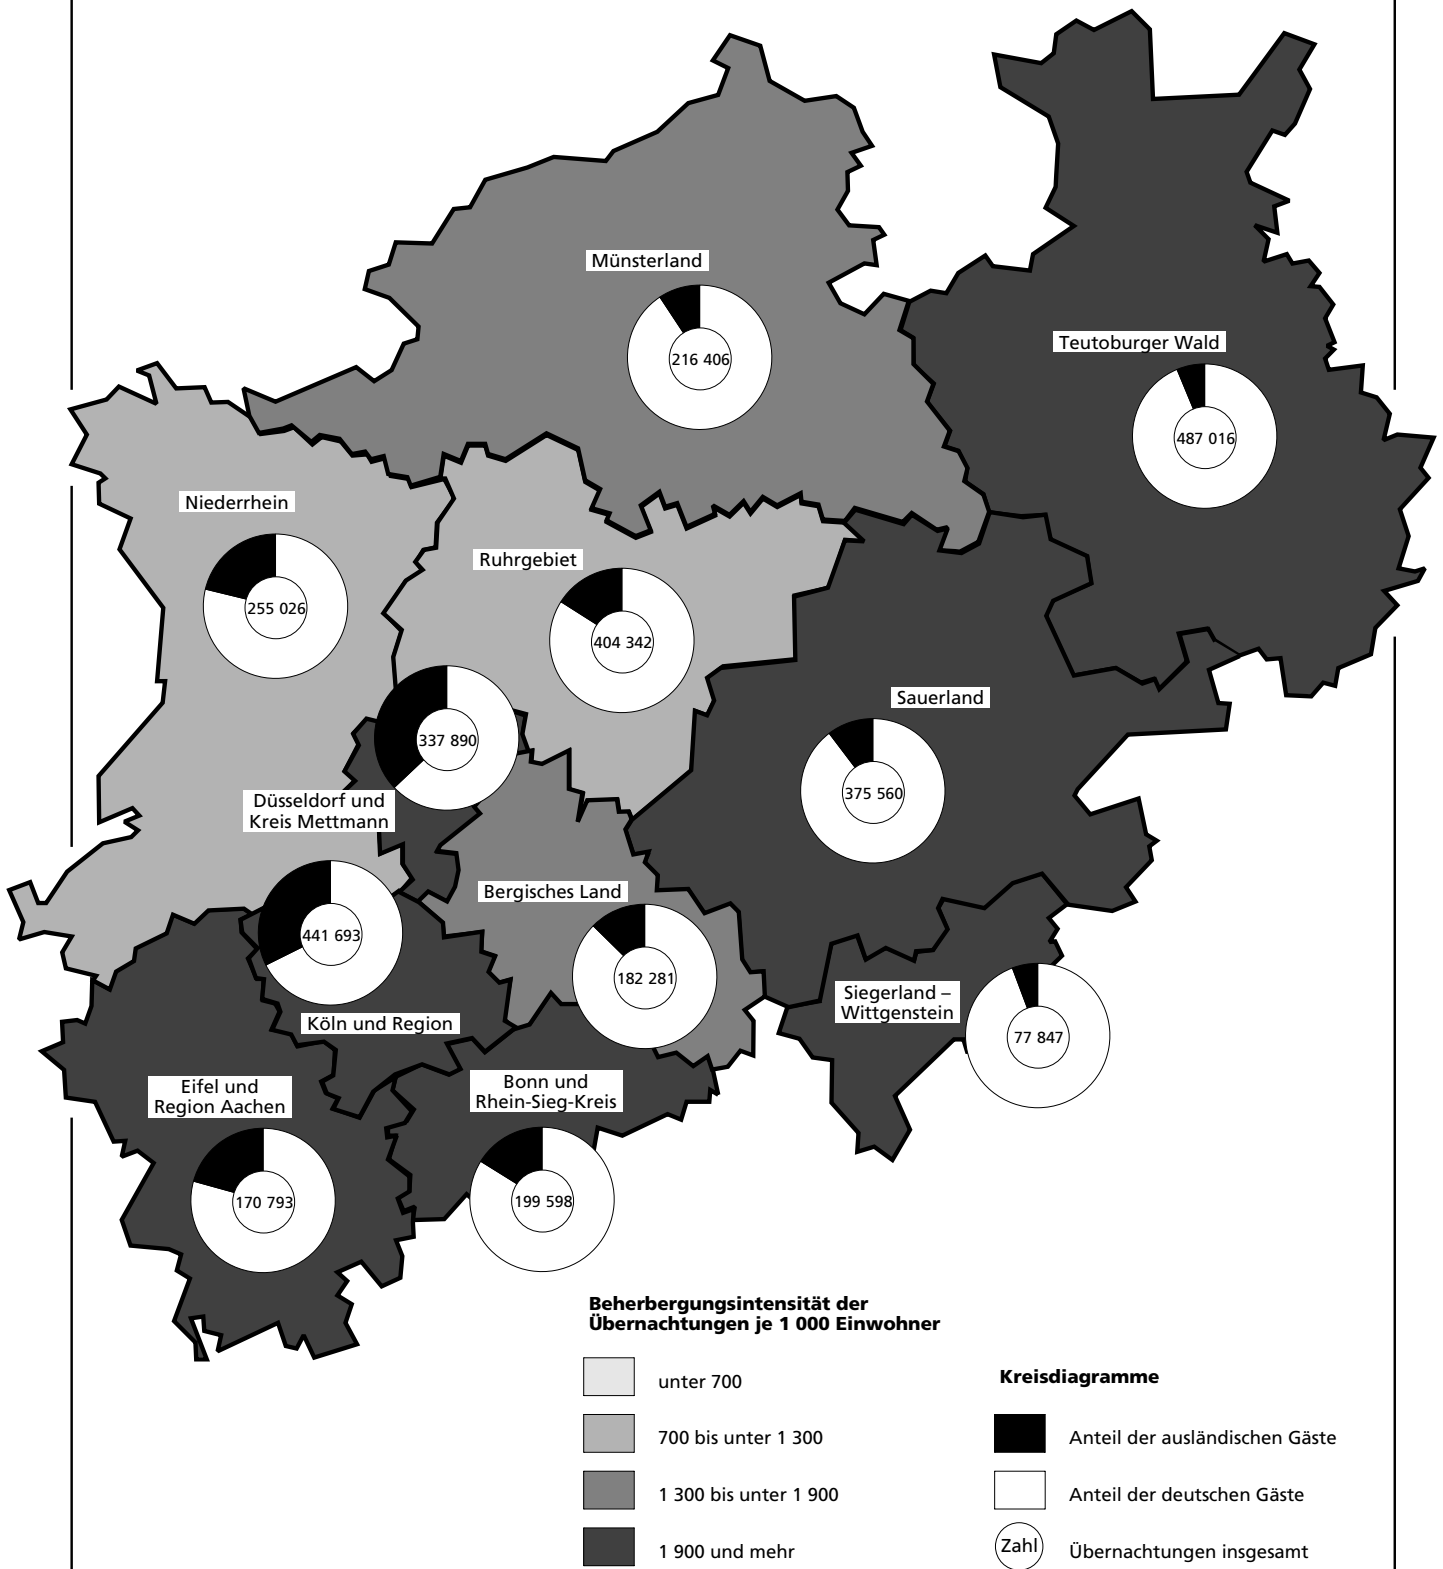 Münsterland
216 406
Teutoburger Wald
487 016
Niederrhein
255 026
Ruhrgebiet
404 342
337 890
Düsseldorf und
Kreis Mettmann
Sauerland
375 560
441 693
Köln und Region
Bergisches Land
182 281
Siegerland –
Wittgenstein
77 847
Eifel und
Region Aachen
170 793
Bonn und
Rhein-Sieg-Kreis
199 598
Beherbergungsintensität der
Übernachtungen je 1 000 Einwohner
unter 700
700 bis unter 1 300
1 300 bis unter 1 900
1 900 und mehr
Kreisdiagramme
Anteil der ausländischen Gäste
Anteil der deutschen Gäste
Zahl
Übernachtungen insgesamt